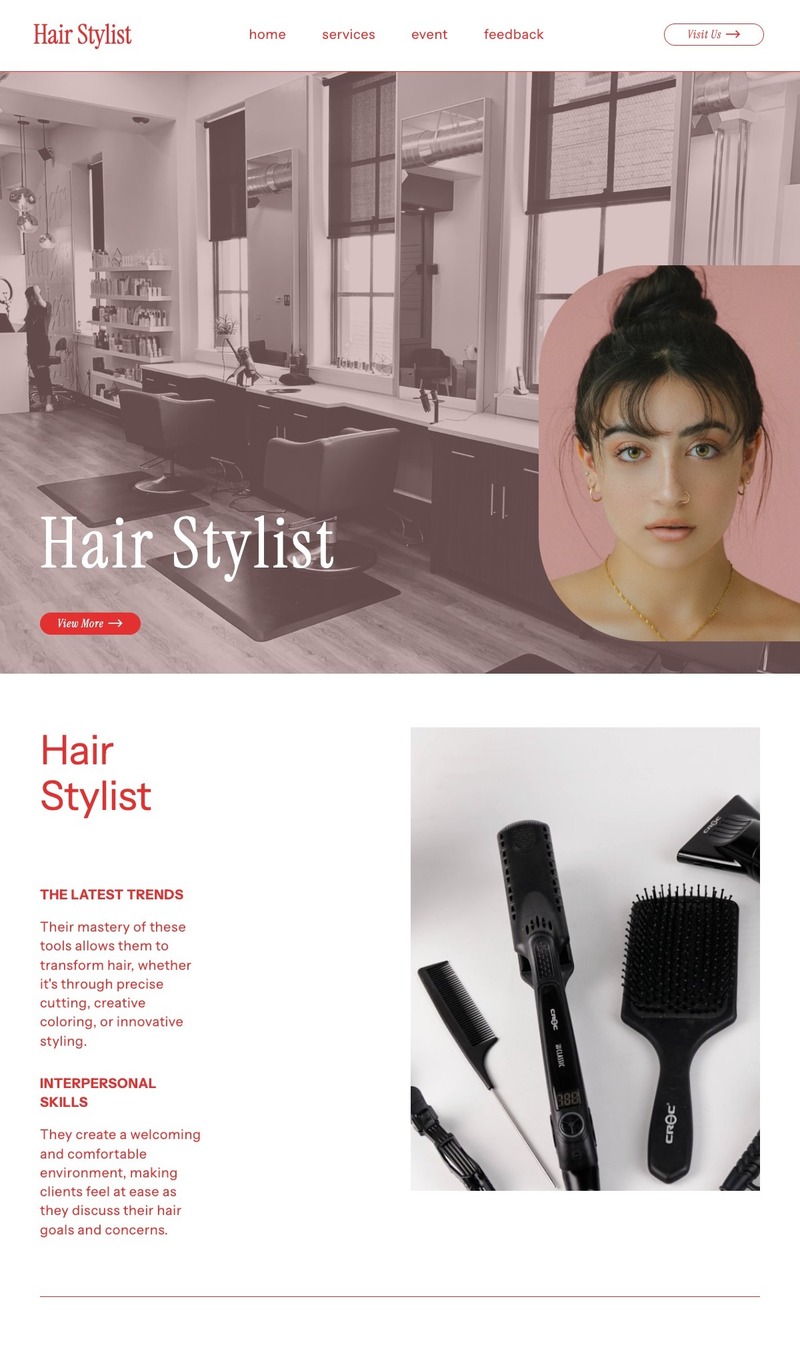 Hair Stylist
home services event feedback
Visit Us
Hair Stylist
View More
Hair
Stylist
THE LATEST TRENDS
Their mastery of these
tools allows them to
transform hair, whether
it's through precise
cutting, creative
coloring, or innovative
styling.
INTERPERSONAL
SKILLS
They create a welcoming
and comfortable
environment, making
clients feel at ease as
they discuss their hair
goals and concerns.
CROC
CROC
CROC